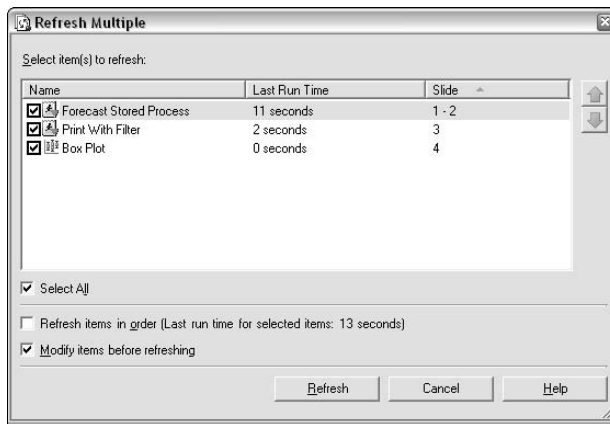 Refresh Multiple
Select item(s) to refresh:
Name Last Run Time Slide
Forecast Stored Process 11 seconds 1 - 2
Print With Filter 2 seconds 3
Box Plot 0 seconds 4
Select All
Refresh items in order (Last run time for selected items: 13 seconds)
Modify items before refreshing
Refresh Cancel Help